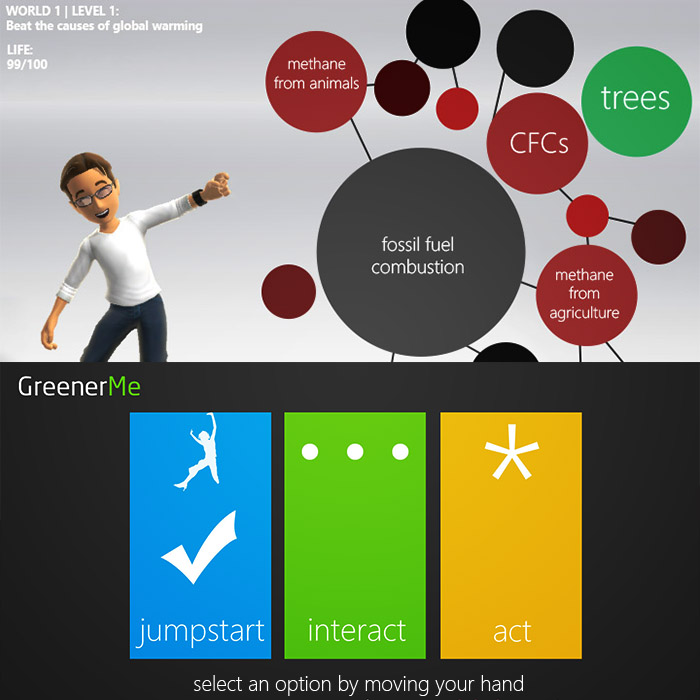 WORLD 1 | LEVEL 1:
Beat the causes of global warming
LIFE:
99/100
methane
from animals
trees
CFCs
fossil fuel
combustion
methane
from
agriculture
GreenerMe
jumpstart
interact
act
select an option by moving your hand